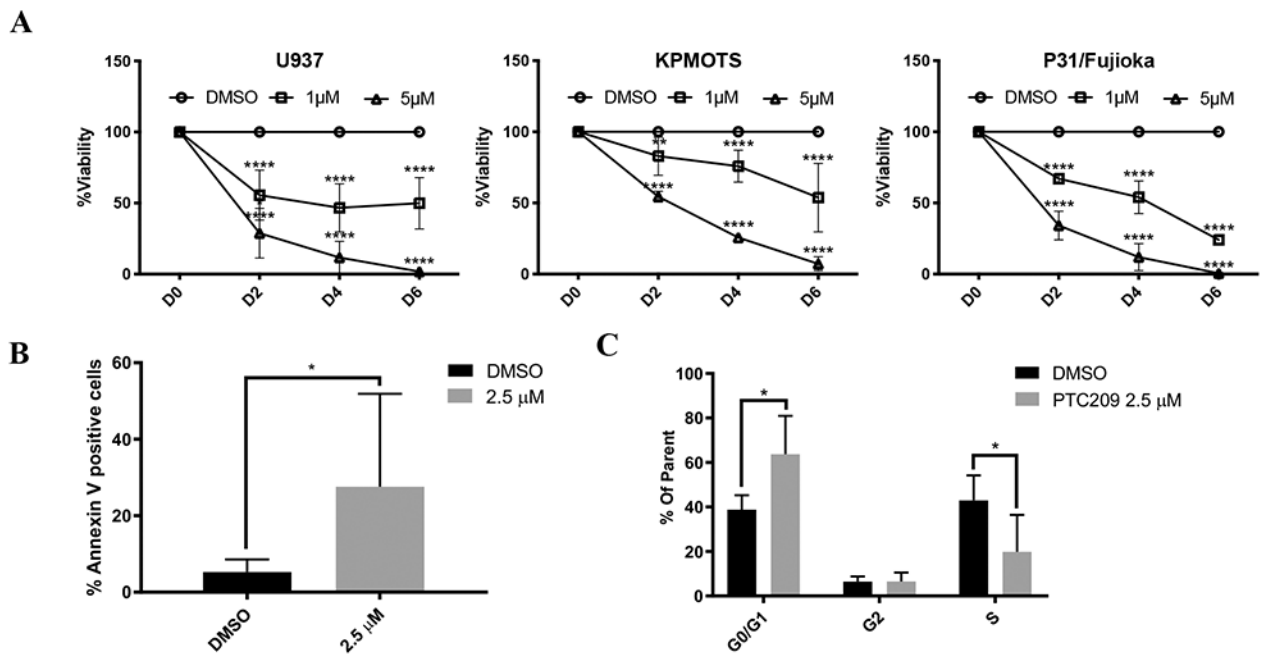 A
U937
DMSO 1μM 5μM
%Viability
150
100
50
0
**** **** ****
**** **** ****
D0 D2 D4 D6
KPMOTS
DMSO 1μM 5μM
%Viability
150
100
50
0
** **** ****
**** **** ****
D0 D2 D4 D6
P31/Fujioka
DMSO 1μM 5μM
%Viability
150
100
50
0
**** **** ****
**** **** ****
D0 D2 D4 D6
B
% Annexin V positive cells
60
40
20
0
*
DMSO
2.5 μM
DMSO 2.5 μM
C
% Of Parent
100
80
60
40
20
0
*
*
DMSO
PTC209 2.5 μM
G0/G1 G2 S